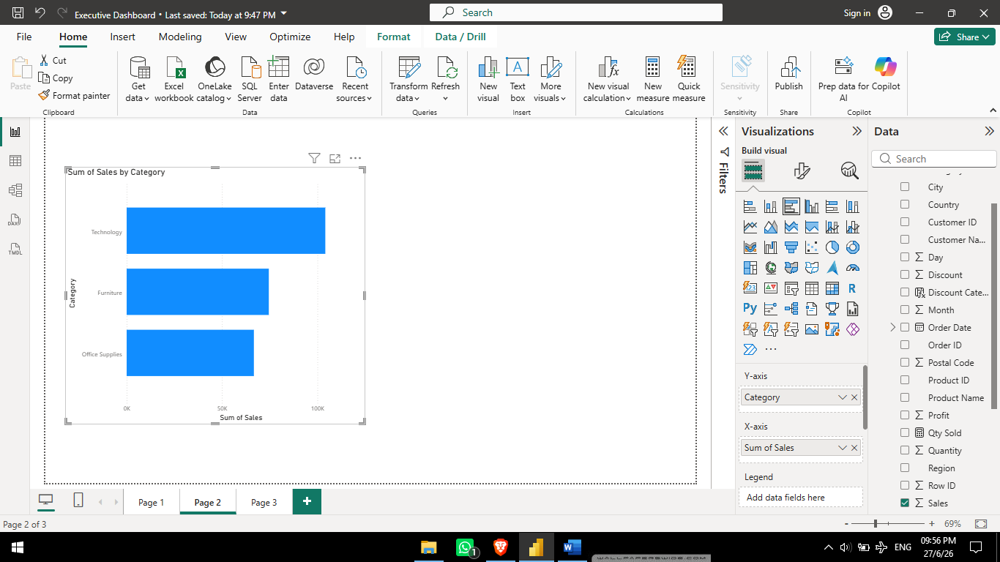 Executive Dashboard • Last saved: Today at 9:47 PM
Search
Sign in
File
Home
Insert
Modeling
View
Optimize
Help
Format
Data / Drill
Share
Paste
Cut
Copy
Format painter
Clipboard
Get data
Excel workbook
OneLake catalog
SQL Server
Enter data
Dataverse
Recent sources
Data
Transform data
Refresh
Queries
New visual
Text box
More visuals
Insert
New visual calculation
New measure
Quick measure
Calculations
Sensitivity
Sensitivity
Publish
Share
Prep data for AI
Copilot
Copilot
DAX
TMDL
Sum of Sales by Category
Category
Technology
Furniture
Office Supplies
0K
50K
100K
Sum of Sales
Filters
Visualizations
Build visual
123
R
Py
Y-axis
Category
X-axis
Sum of Sales
Legend
Add data fields here
Data
Search
City
Country
Customer ID
Customer Na...
Day
Discount
Discount Cate...
Month
Order Date
Order ID
Postal Code
Product ID
Product Name
Profit
Qty Sold
Quantity
Region
Row ID
Sales
Page 1
Page 2
Page 3
Page 2 of 3
69%
1
ENG
09:56 PM
27/6/26